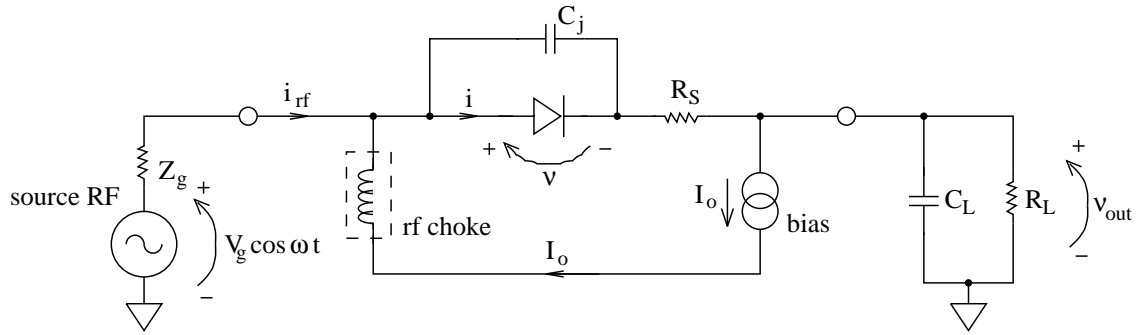 C_j
i_rf
i
R_S
+
−
ν
Z_g
source RF
+
V_g cos ω t
−
rf choke
I_o
bias
I_o
C_L
R_L
+
ν_out
−